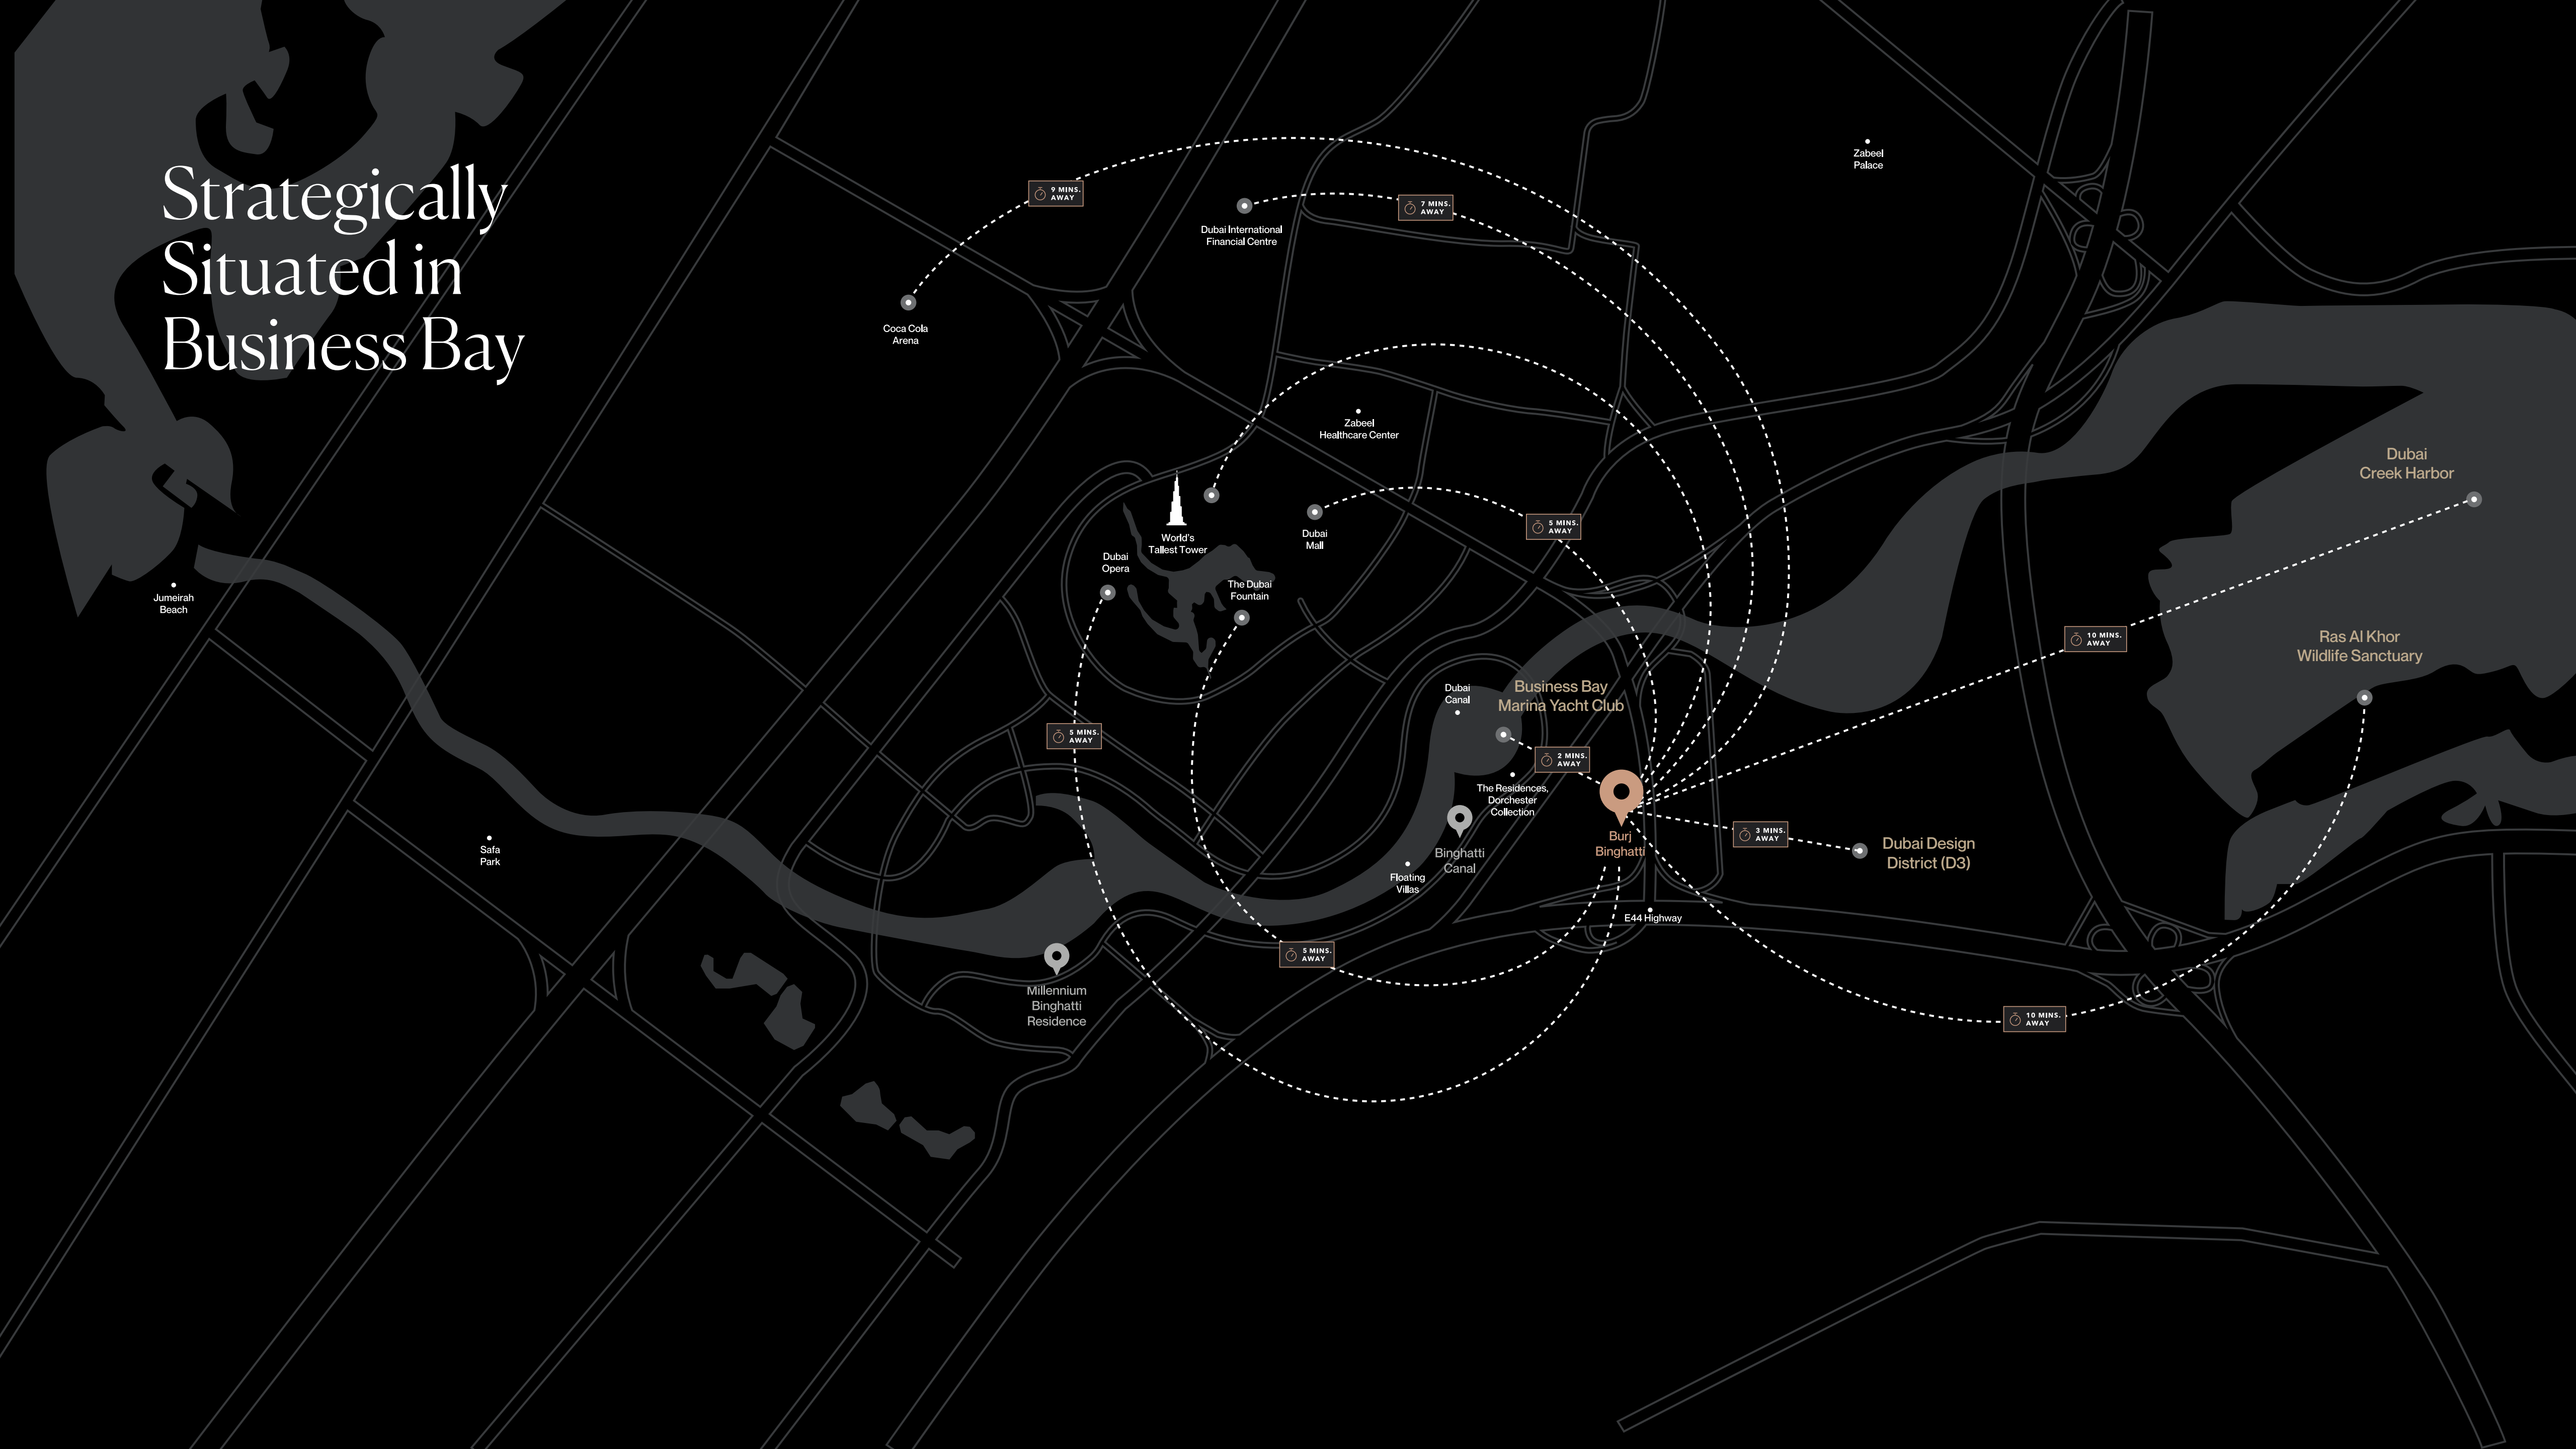 Strategically
Situated in
Business Bay
Zabeel
Palace
9 MINS.
AWAY
7 MINS.
AWAY
Dubai International
Financial Centre
Coca Cola
Arena
Zabeel
Healthcare Center
Dubai
Creek Harbor
5 MINS.
AWAY
World's
Tallest Tower
Dubai
Mall
Dubai
Opera
The Dubai
Fountain
Jumeirah
Beach
10 MINS.
AWAY
Ras Al Khor
Wildlife Sanctuary
Dubai
Canal
Business Bay
Marina Yacht Club
5 MINS.
AWAY
2 MINS.
AWAY
The Residences,
Dorchester
Collection
Burj
Binghatti
3 MINS.
AWAY
Dubai Design
District (D3)
Safa
Park
Binghatti
Canal
Floating
Villas
E44 Highway
5 MINS.
AWAY
Millennium
Binghatti
Residence
10 MINS.
AWAY